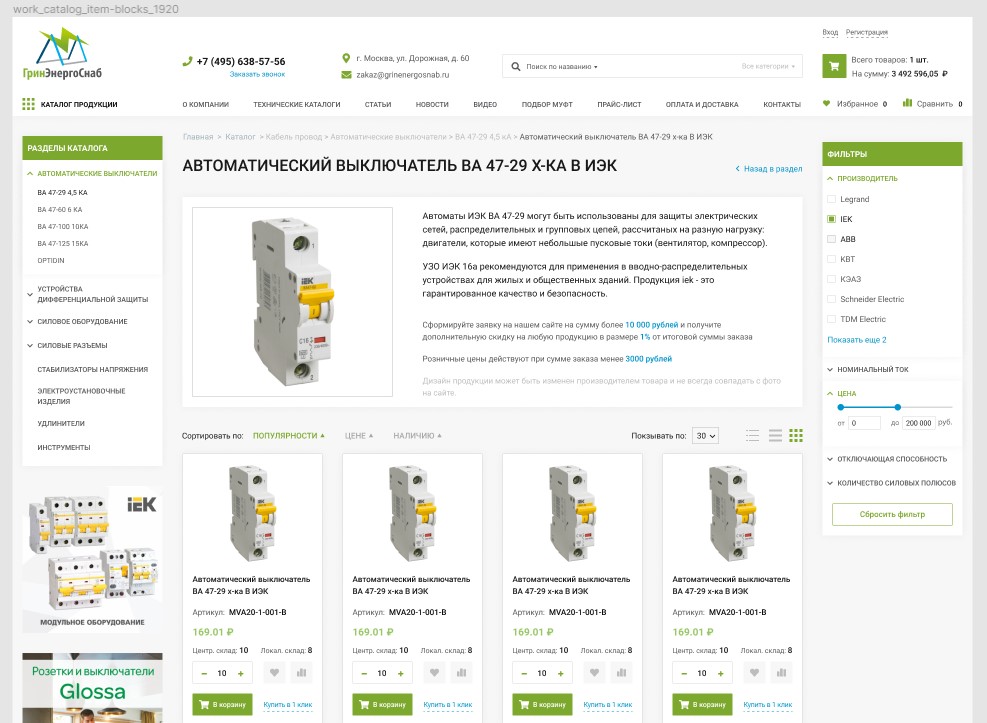 work_catalog_item-blocks_1920
ГринЭнергоСнаб
+7 (495) 638-57-56
Заказать звонок
г. Москва, ул. Дорожная, д. 60
zakaz@grinenergosnab.ru
Поиск по названию
Все категории
Вход Регистрация
Всего товаров: 1 шт.
На сумму: 3 492 596,05 ₽
КАТАЛОГ ПРОДУКЦИИ
О КОМПАНИИ ТЕХНИЧЕСКИЕ КАТАЛОГИ СТАТЬИ НОВОСТИ ВИДЕО ПОДБОР МУФТ ПРАЙС-ЛИСТ ОПЛАТА И ДОСТАВКА КОНТАКТЫ
Избранное 0 Сравнить 0
РАЗДЕЛЫ КАТАЛОГА
АВТОМАТИЧЕСКИЕ ВЫКЛЮЧАТЕЛИ
ВА 47-29 4,5 КА
ВА 47-60 6 КА
ВА 47-100 10КА
ВА 47-125 15КА
OPTIDIN
УСТРОЙСТВА
ДИФФЕРЕНЦИАЛЬНОЙ ЗАЩИТЫ
СИЛОВОЕ ОБОРУДОВАНИЕ
СИЛОВЫЕ РАЗЪЕМЫ
СТАБИЛИЗАТОРЫ НАПРЯЖЕНИЯ
ЭЛЕКТРОУСТАНОВОЧНЫЕ
ИЗДЕЛИЯ
УДЛИНИТЕЛИ
ИНСТРУМЕНТЫ
IEK
МОДУЛЬНОЕ ОБОРУДОВАНИЕ
Розетки и выключатели
Glossa
Главная > Каталог > Кабель провод > Автоматические выключатели > ВА 47-29 4,5 кА > Автоматический выключатель ВА 47-29 х-ка В ИЭК
АВТОМАТИЧЕСКИЙ ВЫКЛЮЧАТЕЛЬ ВА 47-29 Х-КА В ИЭК
Назад в раздел
IEK
Автоматы ИЭК ВА 47-29 могут быть использованы для защиты электрических
сетей, распределительных и групповых цепей, рассчитаных на разную нагрузку:
двигатели, которые имеют небольшые пусковые токи (вентилятор, компрессор).
УЗО ИЭК 16а рекомендуются для применения в вводно-распределительных
устройствах для жилых и общественных зданий. Продукция iek - это
гарантированное качество и безопасность.
Сформируйте заявку на нашем сайте на сумму более 10 000 рублей и получите
дополнительную скидку на любую продукцию в размере 1% от итоговой суммы заказа
Розничные цены действуют при сумме заказа менее 3000 рублей
Дизайн продукции может быть изменен производителем товара и не всегда совпадать с фото
на сайте.
Сортировать по: ПОПУЛЯРНОСТИ ЦЕНЕ НАЛИЧИЮ
Покзывать по: 30
Автоматический выключатель Автоматический выключатель Автоматический выключатель Автоматический выключатель
ВА 47-29 х-ка В ИЭК ВА 47-29 х-ка В ИЭК ВА 47-29 х-ка В ИЭК ВА 47-29 х-ка В ИЭК
Артикул: MVA20-1-001-B Артикул: MVA20-1-001-B Артикул: MVA20-1-001-B Артикул: MVA20-1-001-B
169.01 ₽ 169.01 ₽ 169.01 ₽ 169.01 ₽
Центр. склад: 10 Локал. склад: 8 Центр. склад: 10 Локал. склад: 8 Центр. склад: 10 Локал. склад: 8 Центр. склад: 10 Локал. склад: 8
− 10 + − 10 + − 10 + − 10 +
В корзину Купить в 1 клик В корзину Купить в 1 клик В корзину Купить в 1 клик В корзину Купить в 1 клик
ФИЛЬТРЫ
ПРОИЗВОДИТЕЛЬ
Legrand
IEK
ABB
КВТ
КЭАЗ
Schneider Electric
TDM Electric
Показать еще 2
НОМИНАЛЬНЫЙ ТОК
ЦЕНА
от 0 до 200 000 руб.
ОТКЛЮЧАЮЩАЯ СПОСОБНОСТЬ
КОЛИЧЕСТВО СИЛОВЫХ ПОЛЮСОВ
Сбросить фильтр